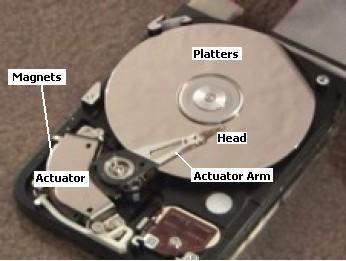 Platters
Magnets
Head
Actuator Arm
Actuator